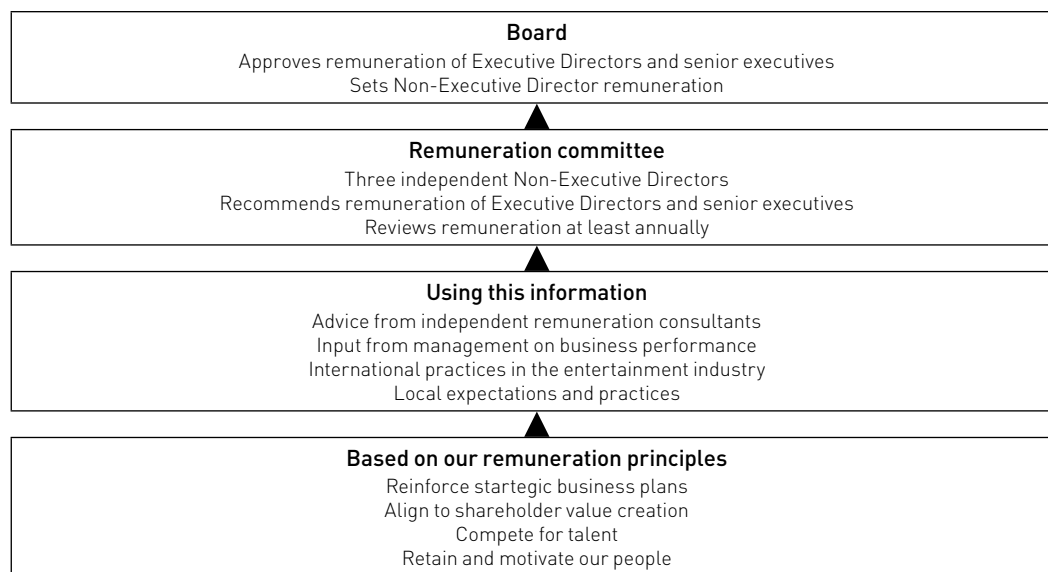 Board
Approves remuneration of Executive Directors and senior executives
Sets Non-Executive Director remuneration
Remuneration committee
Three independent Non-Executive Directors
Recommends remuneration of Executive Directors and senior executives
Reviews remuneration at least annually
Using this information
Advice from independent remuneration consultants
Input from management on business performance
International practices in the entertainment industry
Local expectations and practices
Based on our remuneration principles
Reinforce startegic business plans
Align to shareholder value creation
Compete for talent
Retain and motivate our people